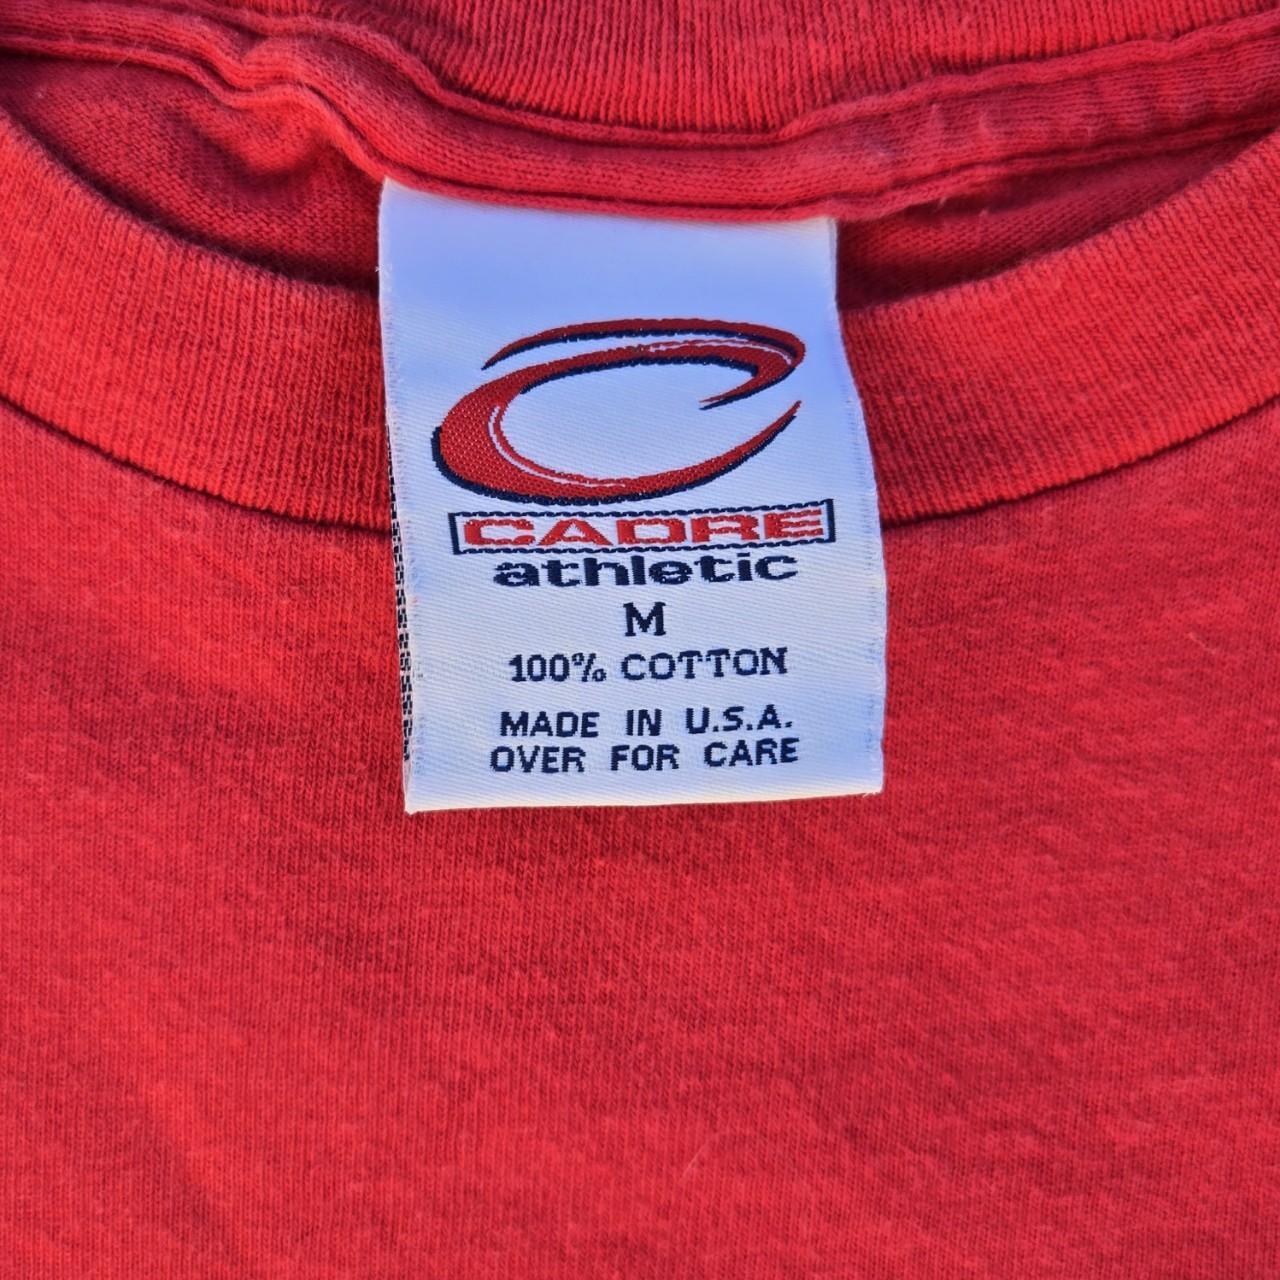 CADRE
athletic
M
100% COTTON
MADE IN U.S.A.
OVER FOR CARE